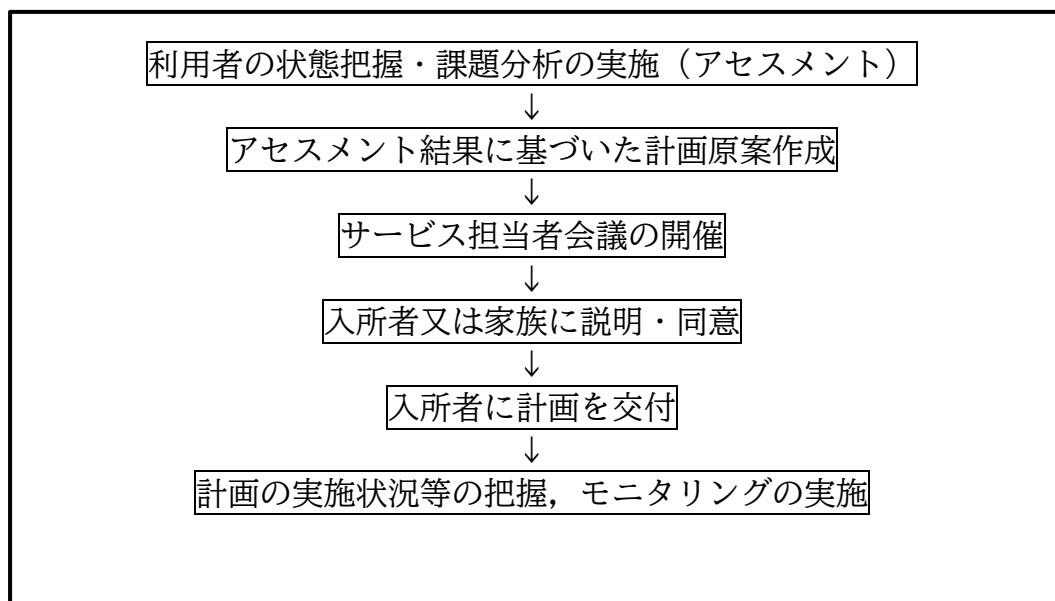 利用者の状態把握・課題分析の実施（アセスメント）
↓
アセスメント結果に基づいた計画原案作成
↓
サービス担当者会議の開催
↓
入所者又は家族に説明・同意
↓
入所者に計画を交付
↓
計画の実施状況等の把握，モニタリングの実施